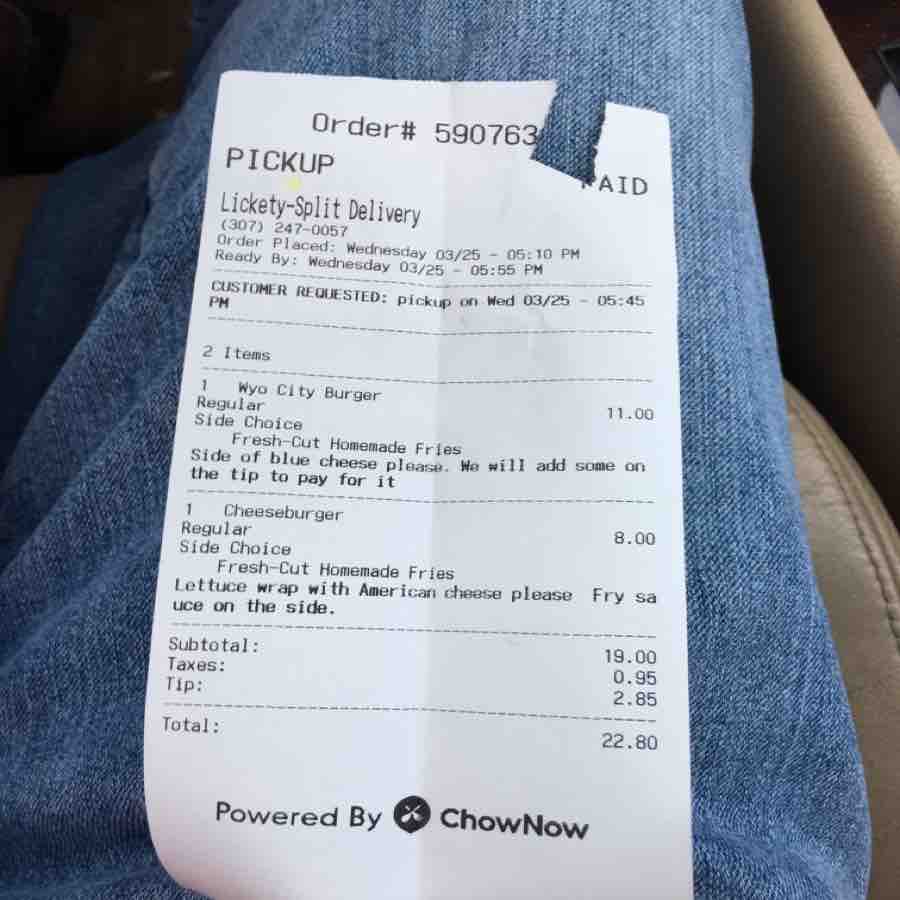 Order# 590763
PICKUP
AID
Lickety-Split Delivery
(307) 247-0057
Order Placed: Wednesday 03/25 - 05:10 PM
Ready By: Wednesday 03/25 - 05:55 PM
CUSTOMER REQUESTED: pickup on Wed 03/25 - 05:45
PM
2 Items
1 Wyo City Burger
Regular 11.00
Side Choice
Fresh-Cut Homemade Fries
Side of blue cheese please. We will add some on
the tip to pay for it
1 Cheeseburger
Regular 8.00
Side Choice
Fresh-Cut Homemade Fries
Lettuce wrap with American cheese please Fry sa
uce on the side.
Subtotal: 19.00
Taxes: 0.95
Tip: 2.85
Total: 22.80
Powered By ChowNow